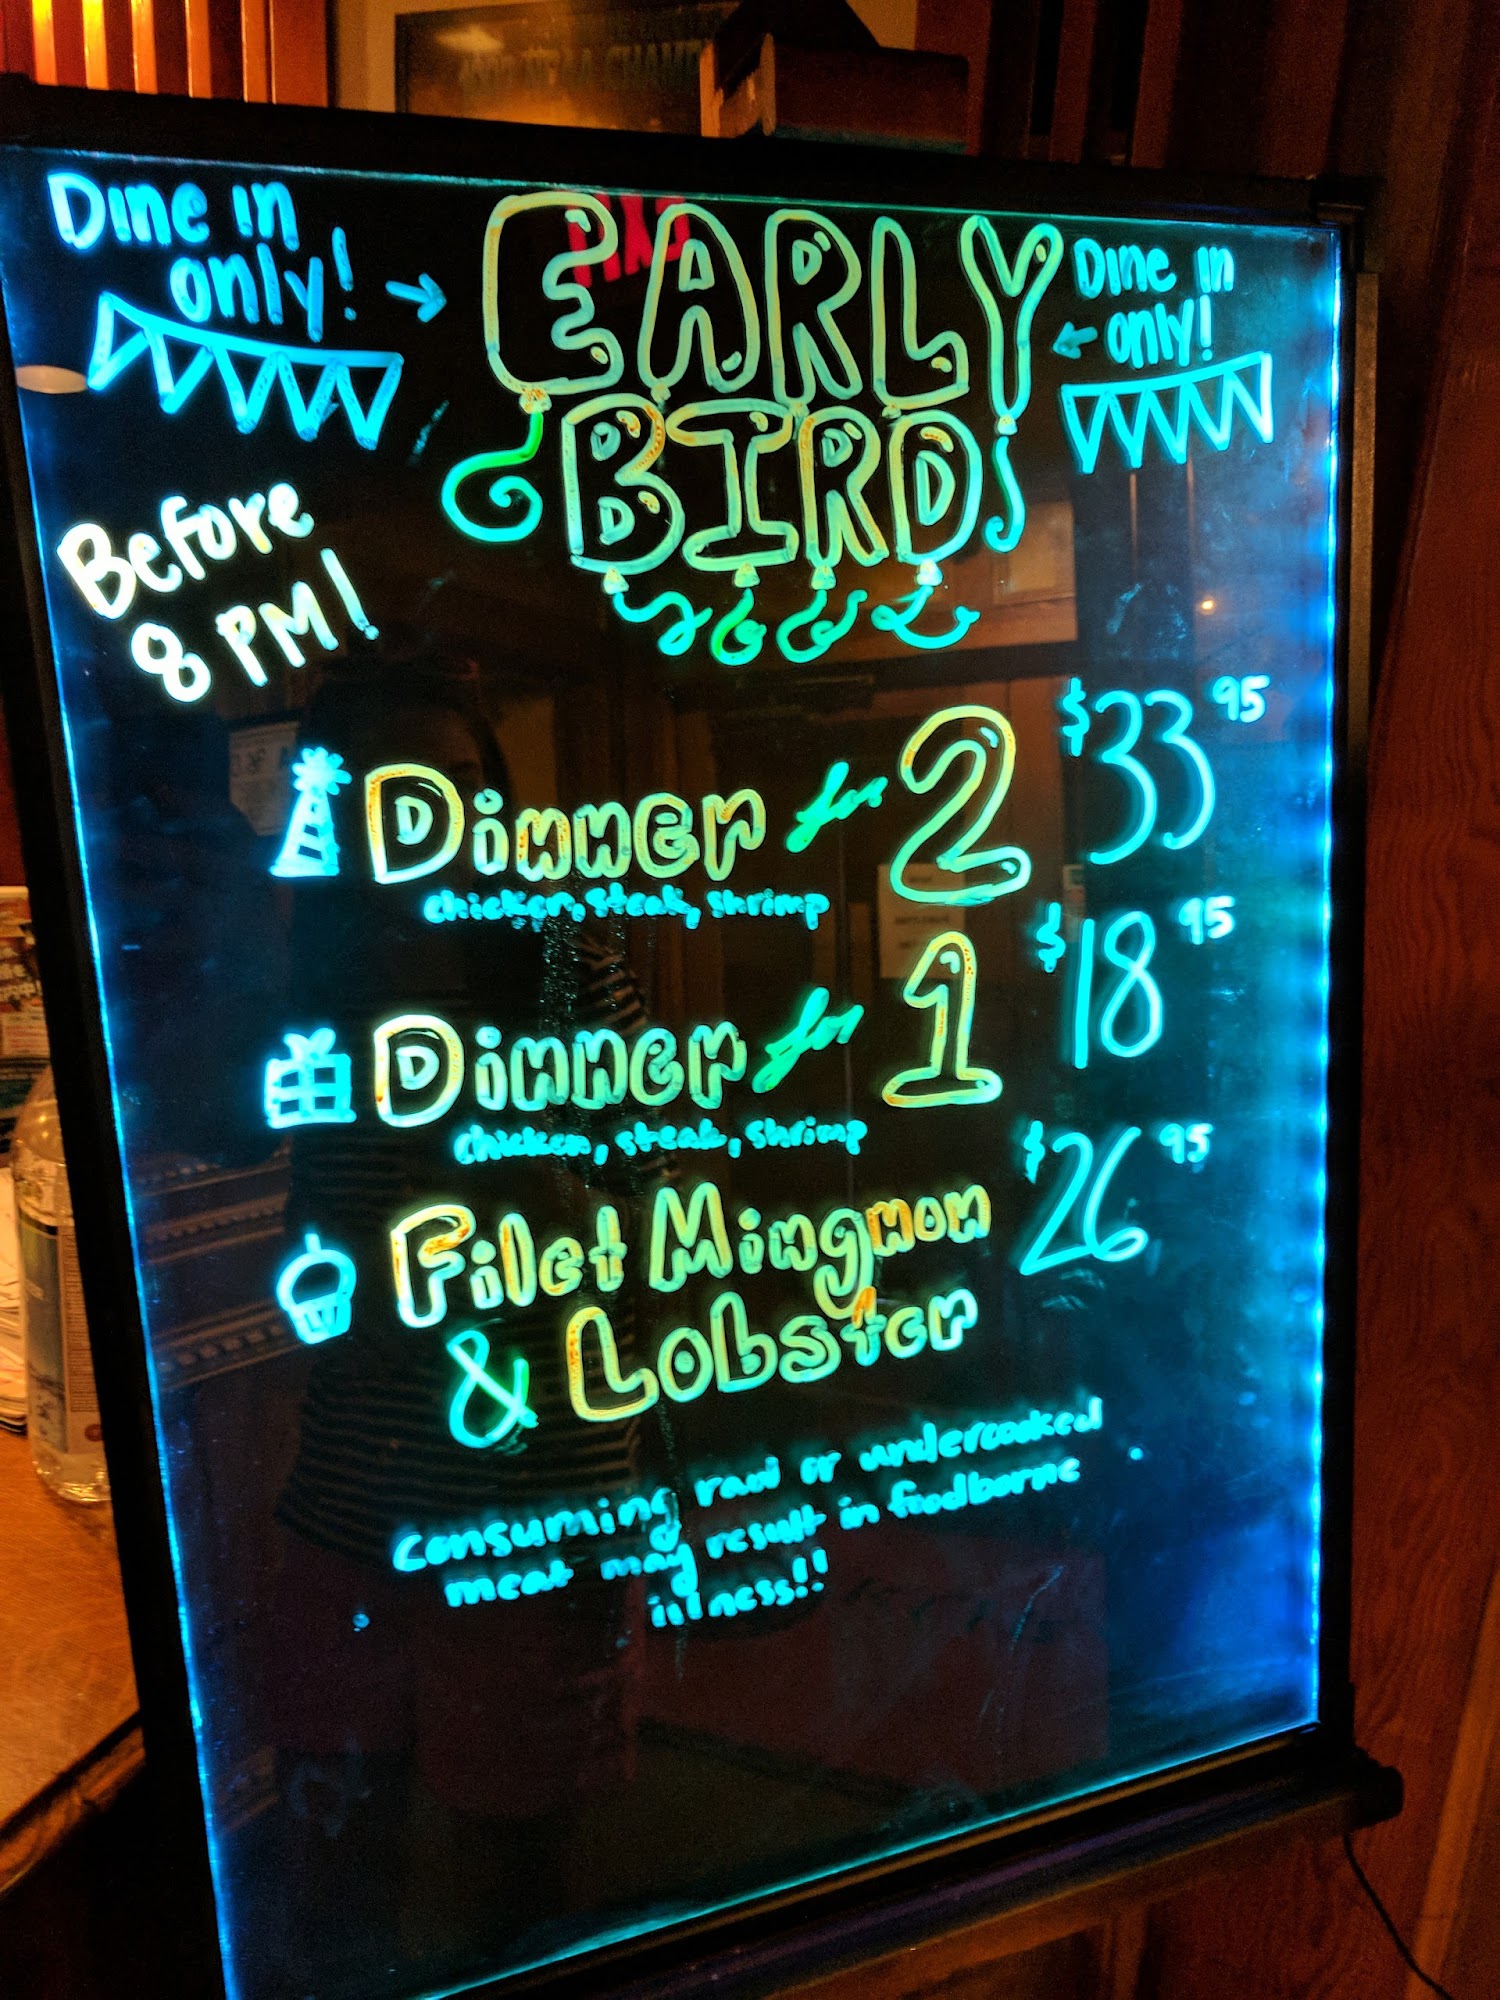 Dine in
only!
EARLY
BIRD
Dine in
only!
Before
8 PM!
Dinner for 2 $33 95
chicken, steak, shrimp
Dinner for 1 $18 95
chicken, steak, shrimp
Filet Mingnon $26 95
& Lobster
Consuming raw or undercooked
meat may result in foodborne
illness!!